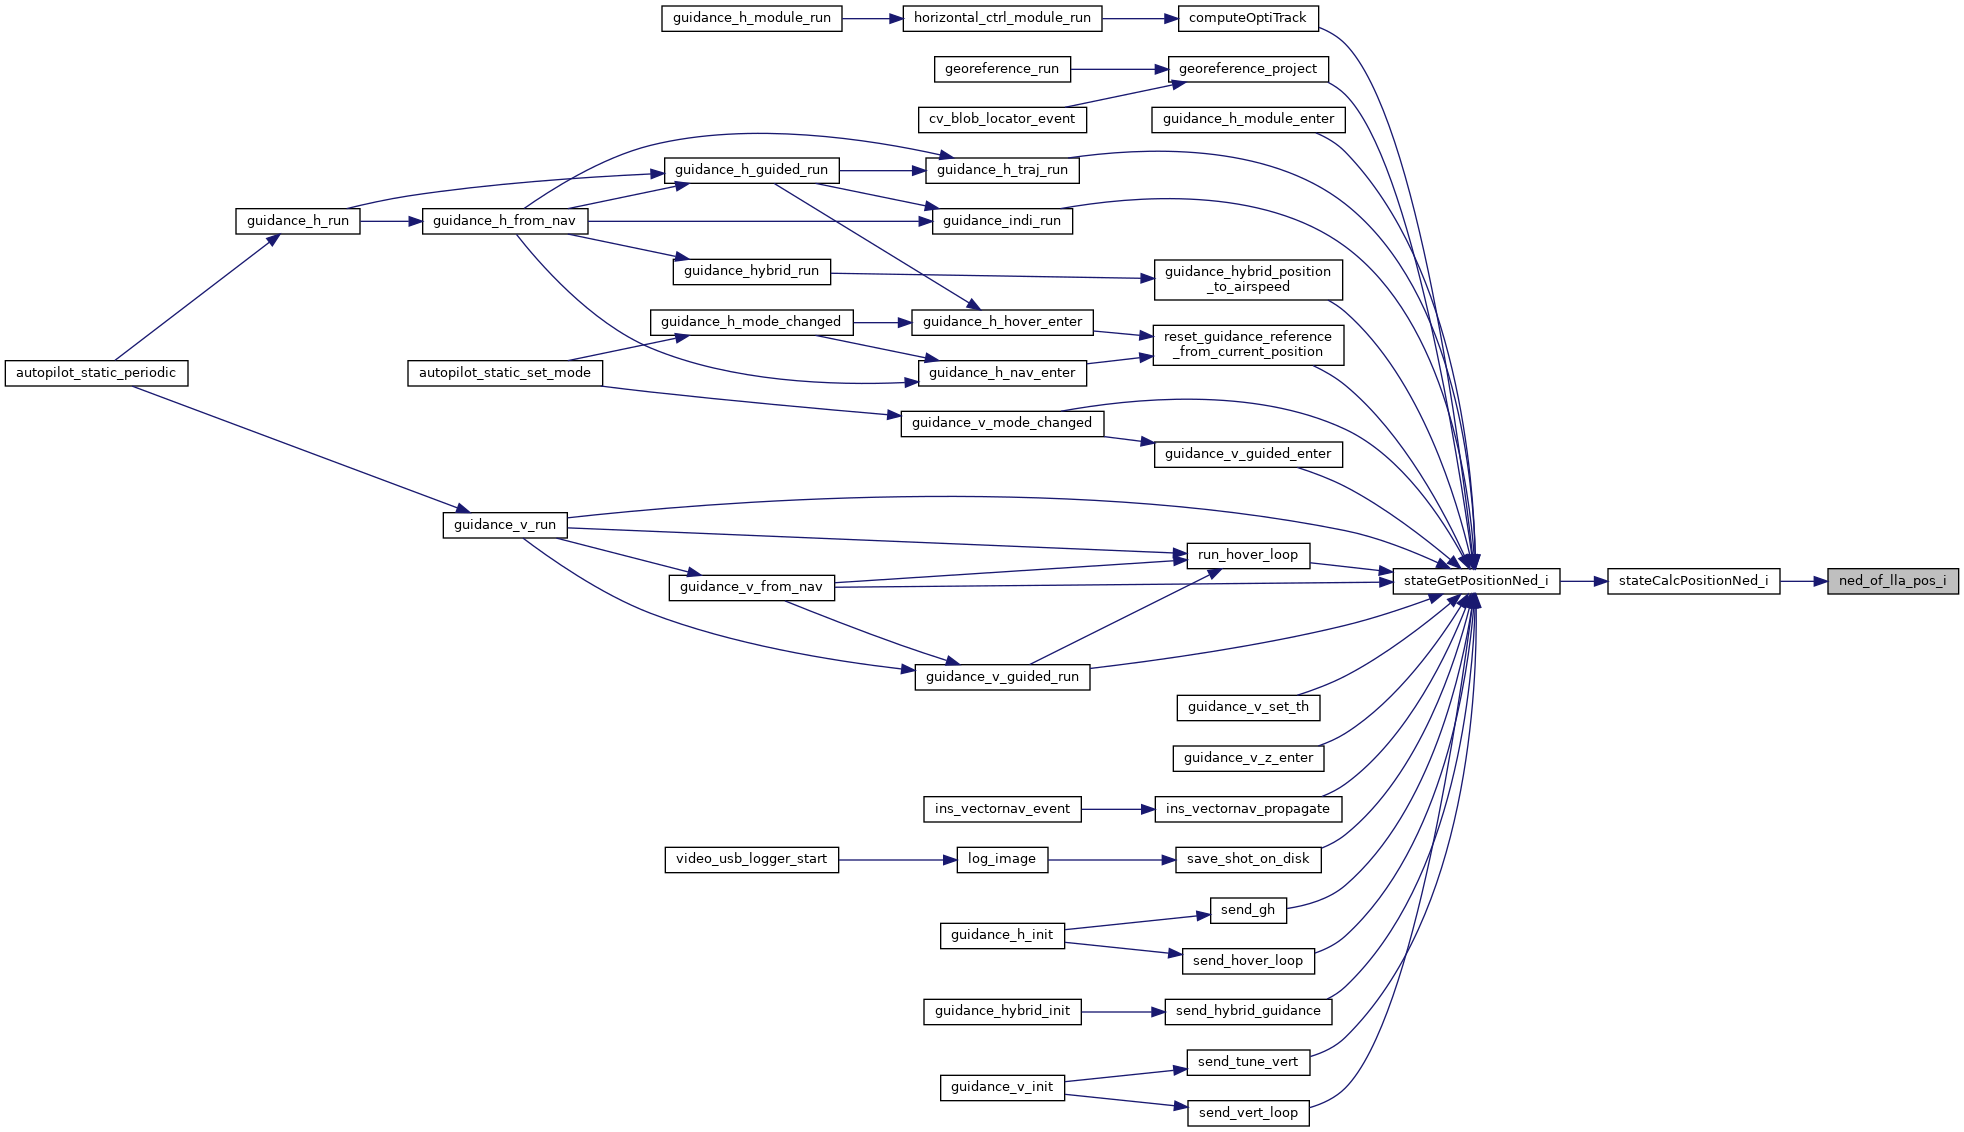 guidance_h_module_run
horizontal_ctrl_module_run
computeOptiTrack
georeference_run
georeference_project
cv_blob_locator_event
guidance_h_module_enter
guidance_h_guided_run
guidance_h_traj_run
guidance_h_run
guidance_h_from_nav
guidance_indi_run
guidance_hybrid_run
guidance_hybrid_position
_to_airspeed
guidance_h_mode_changed
guidance_h_hover_enter
reset_guidance_reference
_from_current_position
autopilot_static_periodic
autopilot_static_set_mode
guidance_h_nav_enter
guidance_v_mode_changed
guidance_v_guided_enter
guidance_v_run
run_hover_loop
guidance_v_from_nav
stateGetPositionNed_i
stateCalcPositionNed_i
ned_of_lla_pos_i
guidance_v_guided_run
guidance_v_set_th
guidance_v_z_enter
ins_vectornav_event
ins_vectornav_propagate
video_usb_logger_start
log_image
save_shot_on_disk
send_gh
guidance_h_init
send_hover_loop
guidance_hybrid_init
send_hybrid_guidance
send_tune_vert
guidance_v_init
send_vert_loop